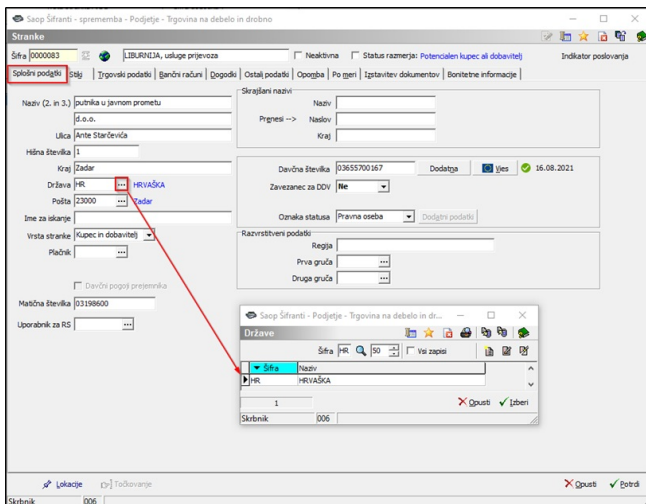 Saop Šifranti - sprememba - Podjetje - Trgovina na debelo in drobno
Stranke
Šifra 0000083 LIBURNIJA, usluge prijevoza Neaktivna Status razmerja: Potencialen kupec ali dobavitelj Indikator poslovanja
Splošni podatki Stiki Trgovski podatki Bančni računi Dogodki Ostali podatki Opomba Po meri Izstavitev dokumentov Bonitetne informacije
Naziv (2. in 3.) putnika u javnom prometu
d.o.o.
Ulica Ante Starčevića
Hišna številka 1
Kraj Zadar
Država HR ... HRVAŠKA
Pošta 23000 ... Zadar
Ime za iskanje
Vrsta stranke Kupec in dobavitelj
Plačnik ...
Davčni pogoji prejemnika
Matična številka 03198600
Uporabnik za RS ...
Skrajšani nazivi
Naziv
Prenesi --> Naslov
Kraj
Davčna številka 03655700167 Dodatna Vies 16.08.2021
Zavezanec za DDV Ne
Oznaka statusa Pravna oseba Dodatni podatki
Razvrstitveni podatki
Regija
Prva gruča ...
Druga gruča ...
Saop Šifranti - Podjetje - Trgovina na debelo in dr...
Države
Šifra HR 50 Vsi zapisi
Šifra Naziv
HR HRVAŠKA
1 Opusti Izberi
Skrbnik 006
Lokacije Točkovanje Opusti Potrdi
Skrbnik 006